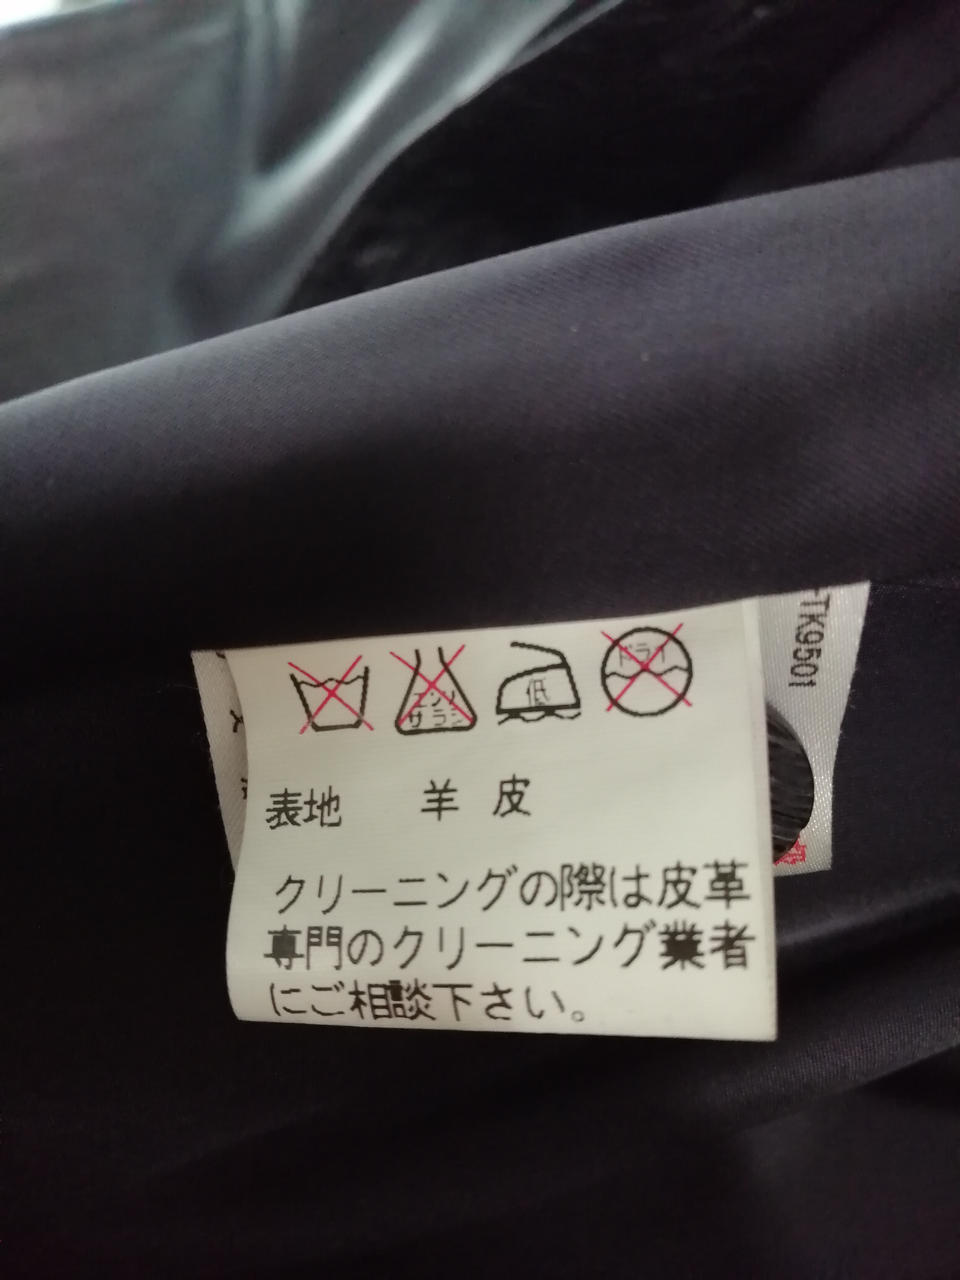 エンソ
サラシ
低
ドライ
表地 羊皮
クリーニングの際は皮革
専門のクリーニング業者
にご相談下さい。
TK9501